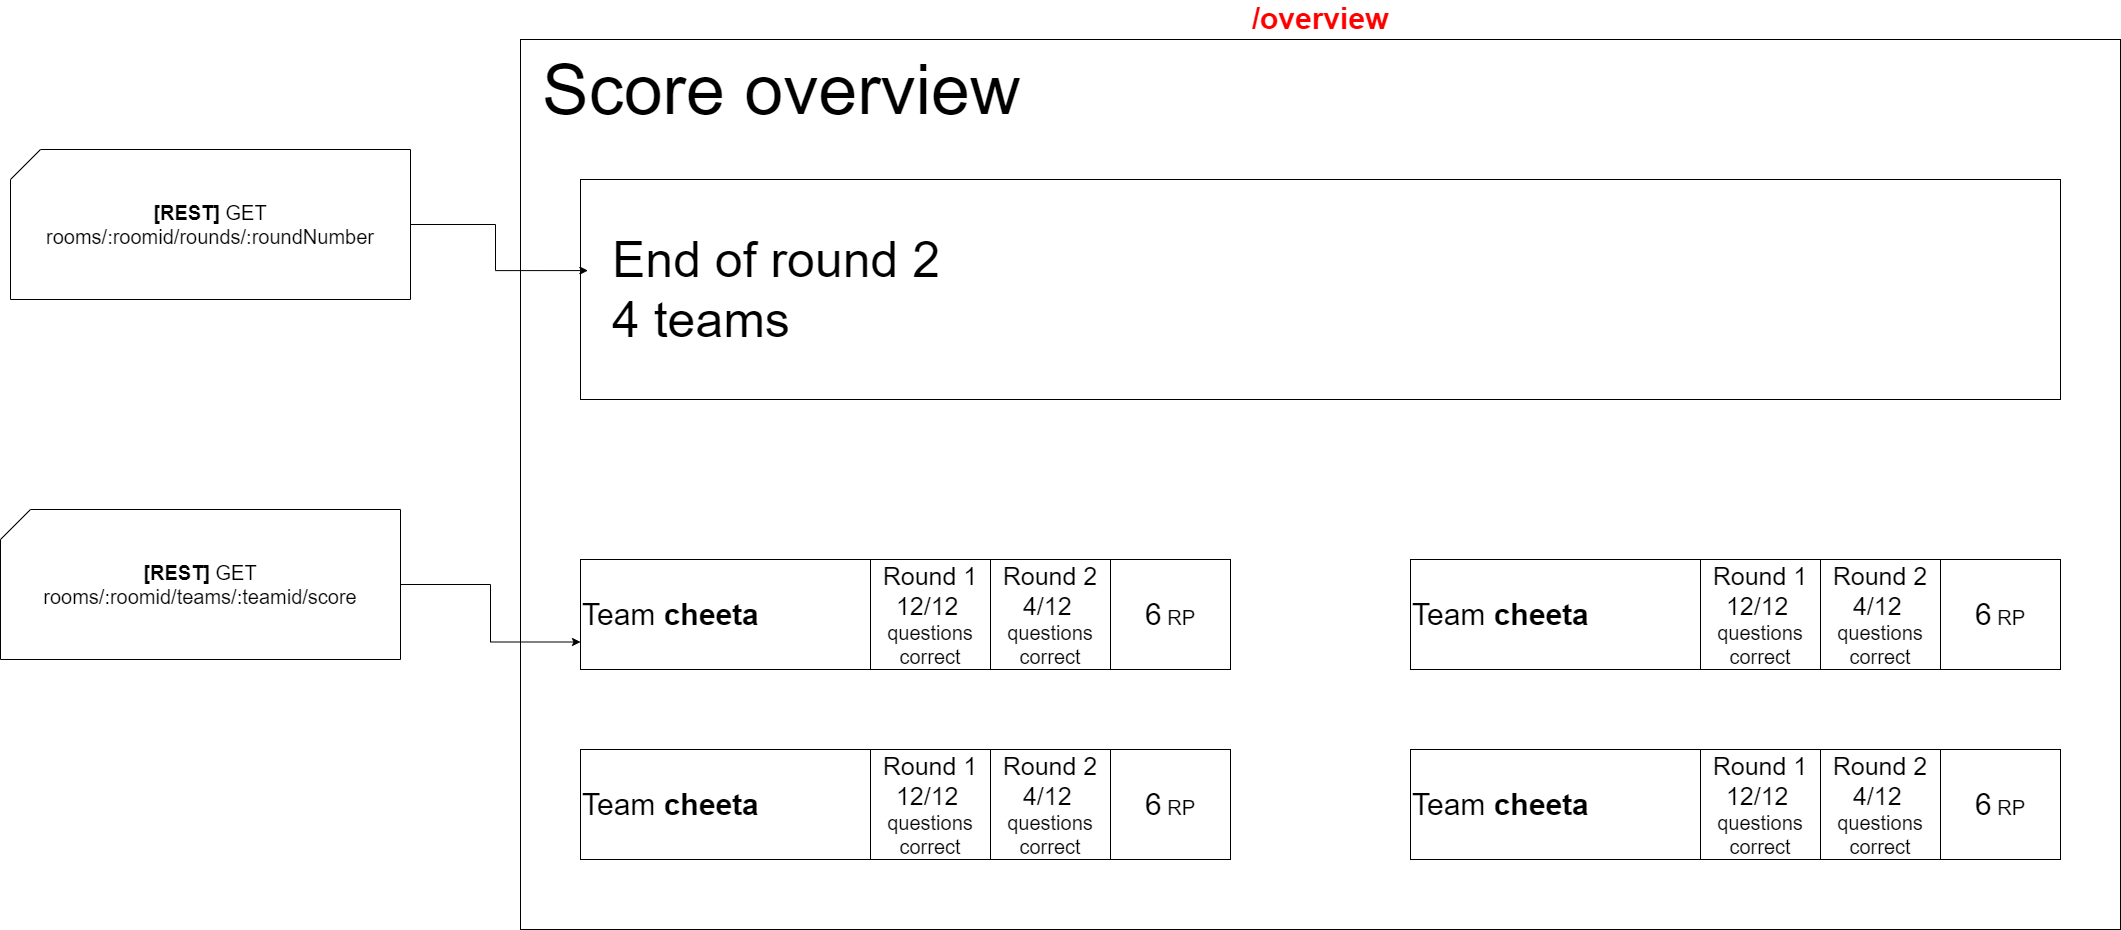 /overview
Score overview
[REST] GET
rooms/:roomid/rounds/:roundNumber
End of round 2
4 teams
[REST] GET
rooms/:roomid/teams/:teamid/score
Team cheeta
Round 1
12/12
questions
correct
Round 2
4/12
questions
correct
6 RP
Team cheeta
Round 1
12/12
questions
correct
Round 2
4/12
questions
correct
6 RP
Team cheeta
Round 1
12/12
questions
correct
Round 2
4/12
questions
correct
6 RP
Team cheeta
Round 1
12/12
questions
correct
Round 2
4/12
questions
correct
6 RP